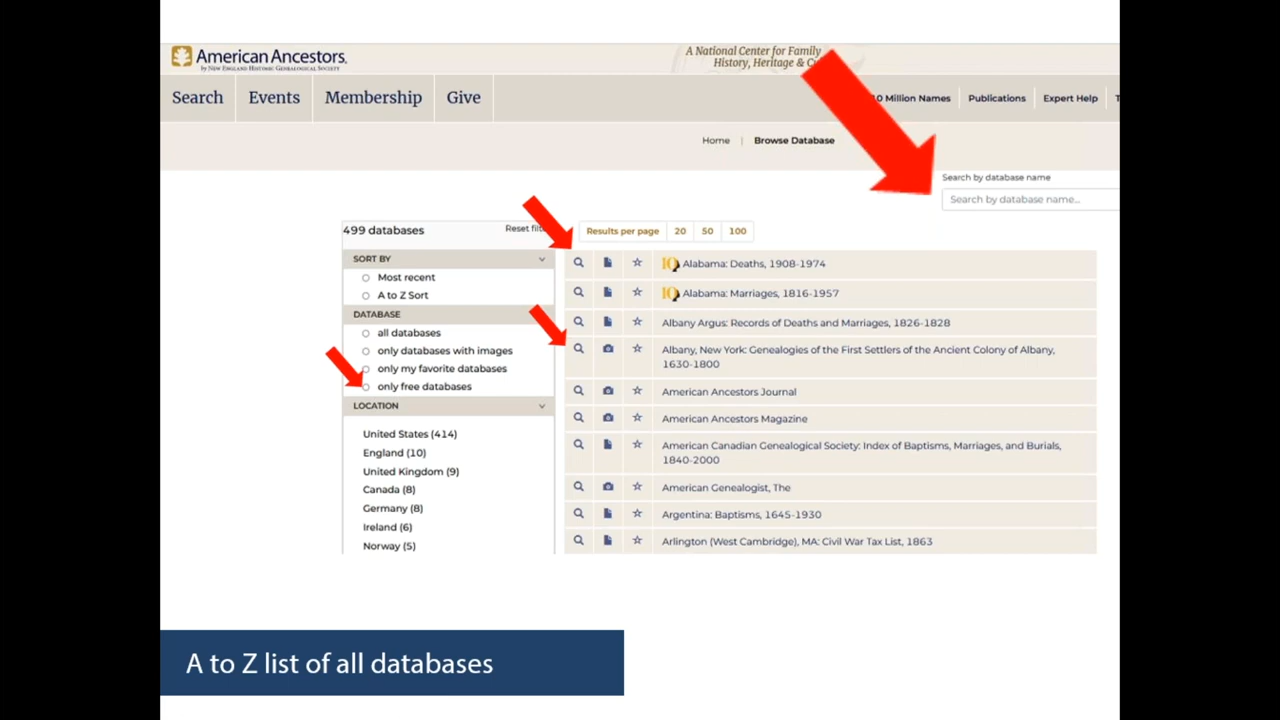 American Ancestors.
by NEW ENGLAND HISTORIC GENEALOGICAL SOCIETY
A National Center for Family
History, Heritage &
Search
Events
Membership
Give
10 Million Names
Publications
Expert Help
Home | Browse Database
Search by database name
Search by database name...
499 databases
Reset
Results per page
20
50
100
SORT BY
Most recent
A to Z Sort
DATABASE
all databases
only databases with images
only my favorite databases
only free databases
LOCATION
United States (414)
England (10)
United Kingdom (9)
Canada (8)
Germany (8)
Ireland (6)
Norway (5)
Alabama: Deaths, 1908-1974
Alabama: Marriages, 1816-1957
Albany Argus: Records of Deaths and Marriages, 1826-1828
Albany, New York: Genealogies of the First Settlers of the Ancient Colony of Albany,
1630-1800
American Ancestors Journal
American Ancestors Magazine
American Canadian Genealogical Society: Index of Baptisms, Marriages, and Burials,
1840-2000
American Genealogist, The
Argentina: Baptisms, 1645-1930
Arlington (West Cambridge), MA: Civil War Tax List, 1863
A to Z list of all databases